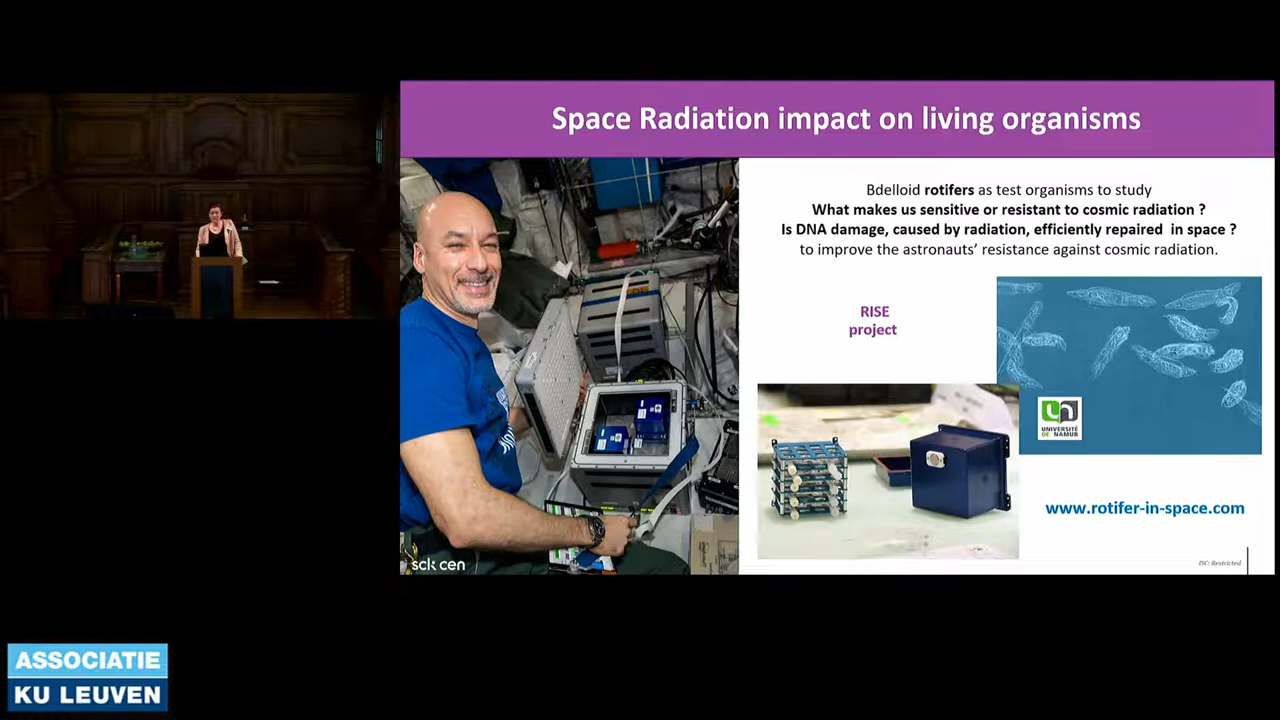 Space Radiation impact on living organisms
Bdelloid rotifers as test organisms to study
What makes us sensitive or resistant to cosmic radiation ?
Is DNA damage, caused by radiation, efficiently repaired in space ?
to improve the astronauts' resistance against cosmic radiation.
RISE
project
UNIVERSITÉ
DE NAMUR
www.rotifer-in-space.com
sck cen
ISC: Restricted
ASSOCIATIE
KU LEUVEN